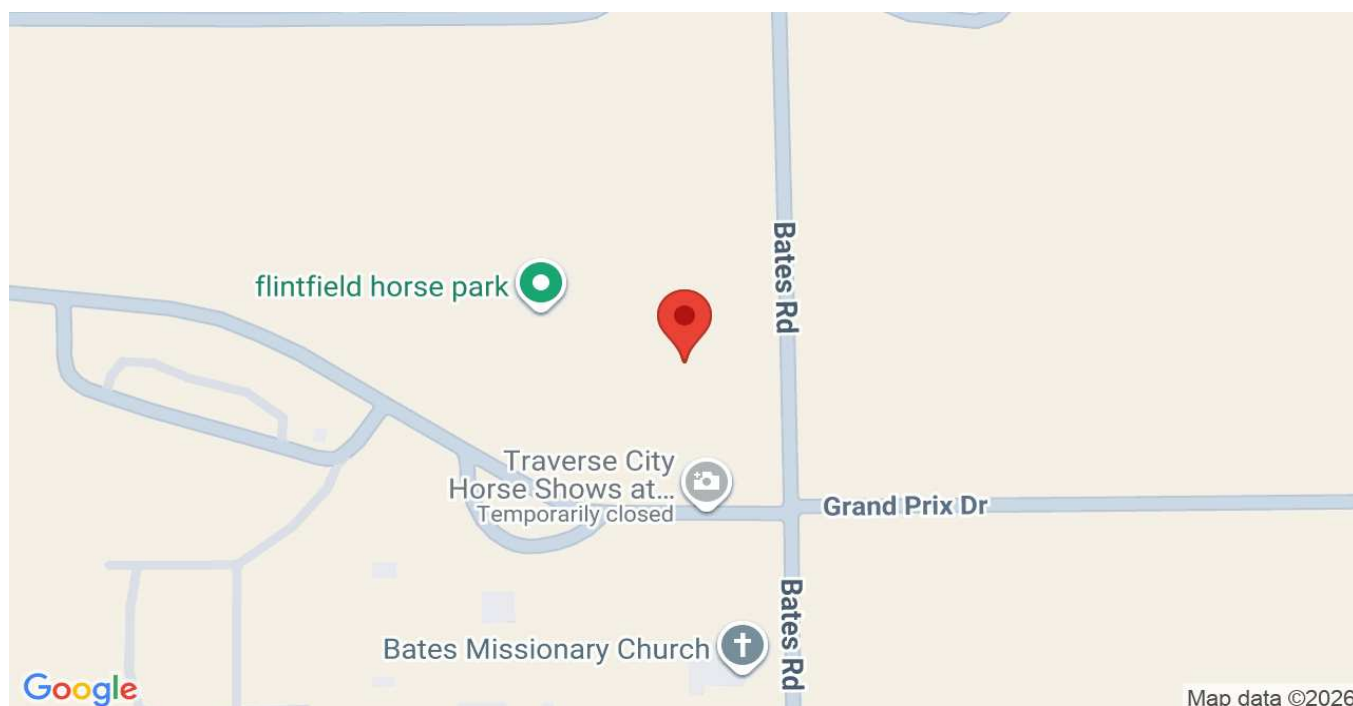 Bates Rd
flintfield horse park
Traverse City
Horse Shows at...
Temporarily closed
Grand Prix Dr
Bates Rd
Bates Missionary Church
Google
Map data ©2026